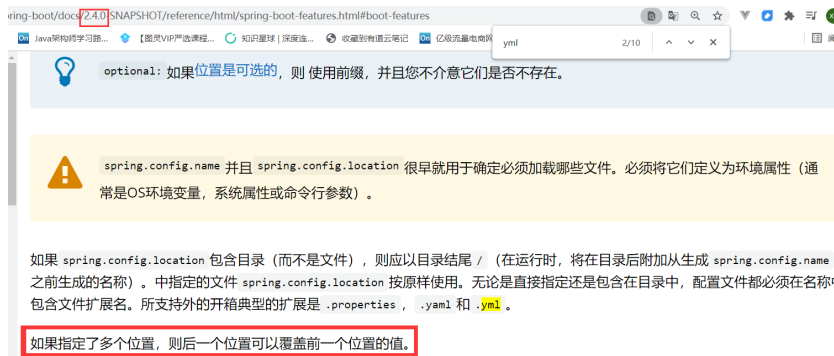 ring-boot/docs/2.4.0-SNAPSHOT/reference/html/spring-boot-features.html#boot-features
On Java架构师学习路... 【图灵VIP严选课程... 知识星球 | 深度连... 收藏到有道云笔记 On 亿级流量电商网
yml 2/10
optional: 如果位置是可选的，则 使用前缀，并且您不介意它们是否不存在。
spring.config.name 并且 spring.config.location 很早就用于确定必须加载哪些文件。必须将它们定义为环境属性（通
常是OS环境变量，系统属性或命令行参数）。
如果 spring.config.location 包含目录（而不是文件），则应以目录结尾 / （在运行时，将在目录后附加从生成 spring.config.name
之前生成的名称）。中指定的文件 spring.config.location 按原样使用。无论是直接指定还是包含在目录中，配置文件都必须在名称中
包含文件扩展名。所支持外的开箱典型的扩展是 .properties ， .yaml 和 .yml 。
如果指定了多个位置，则后一个位置可以覆盖前一个位置的值。